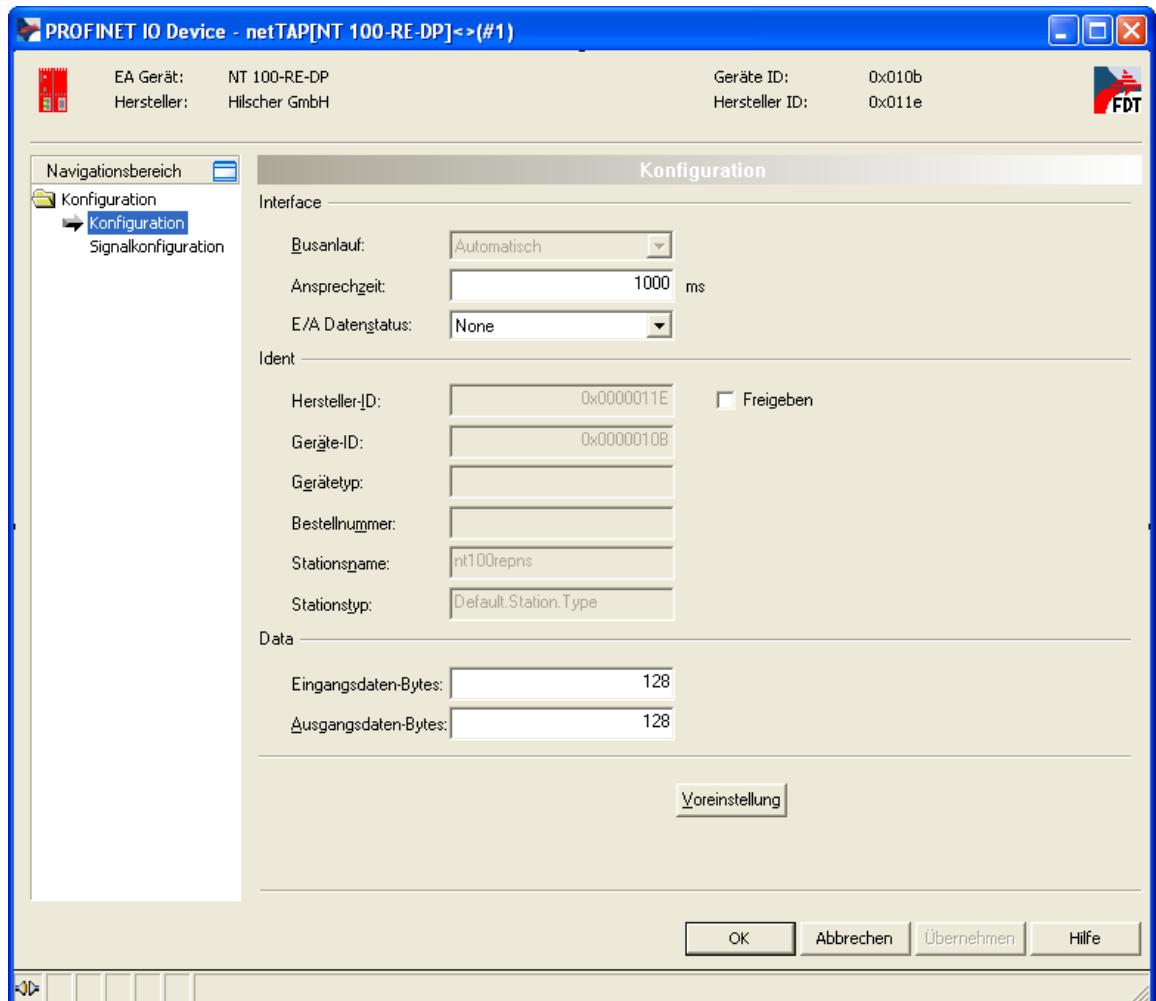 PROFINET IO Device - netTAP[NT 100-RE-DP]<>(#1)
EA Gerät: NT 100-RE-DP Geräte ID: 0x010b
Hersteller: Hilscher GmbH Hersteller ID: 0x011e
FDT
Navigationsbereich
Konfiguration
Konfiguration
Signalkonfiguration
Konfiguration
Interface
Busanlauf: Automatisch
Ansprechzeit: 1000 ms
E/A Datenstatus: None
Ident
Hersteller-ID: 0x0000011E Freigeben
Geräte-ID: 0x0000010B
Gerätetyp:
Bestellnummer:
Stationsname: nt100repns
Stationstyp: Default.Station.Type
Data
Eingangsdaten-Bytes: 128
Ausgangsdaten-Bytes: 128
Voreinstellung
OK Abbrechen Übernehmen Hilfe